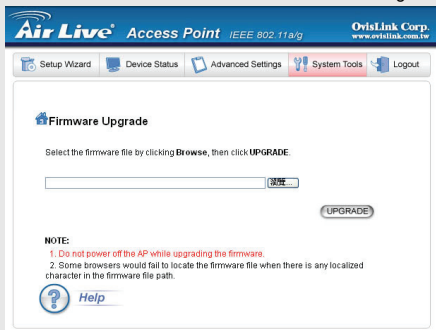 Air Live® Access Point IEEE 802.11a/g
OvisLink Corp.
www.ovislink.com.tw
Setup Wizard Device Status Advanced Settings System Tools Logout
Firmware Upgrade
Select the firmware file by clicking Browse, then click UPGRADE.
瀏覽...
UPGRADE
NOTE:
1. Do not power off the AP while upgrading the firmware.
2. Some browsers would fail to locate the firmware file when there is any localized
character in the firmware file path.
Help